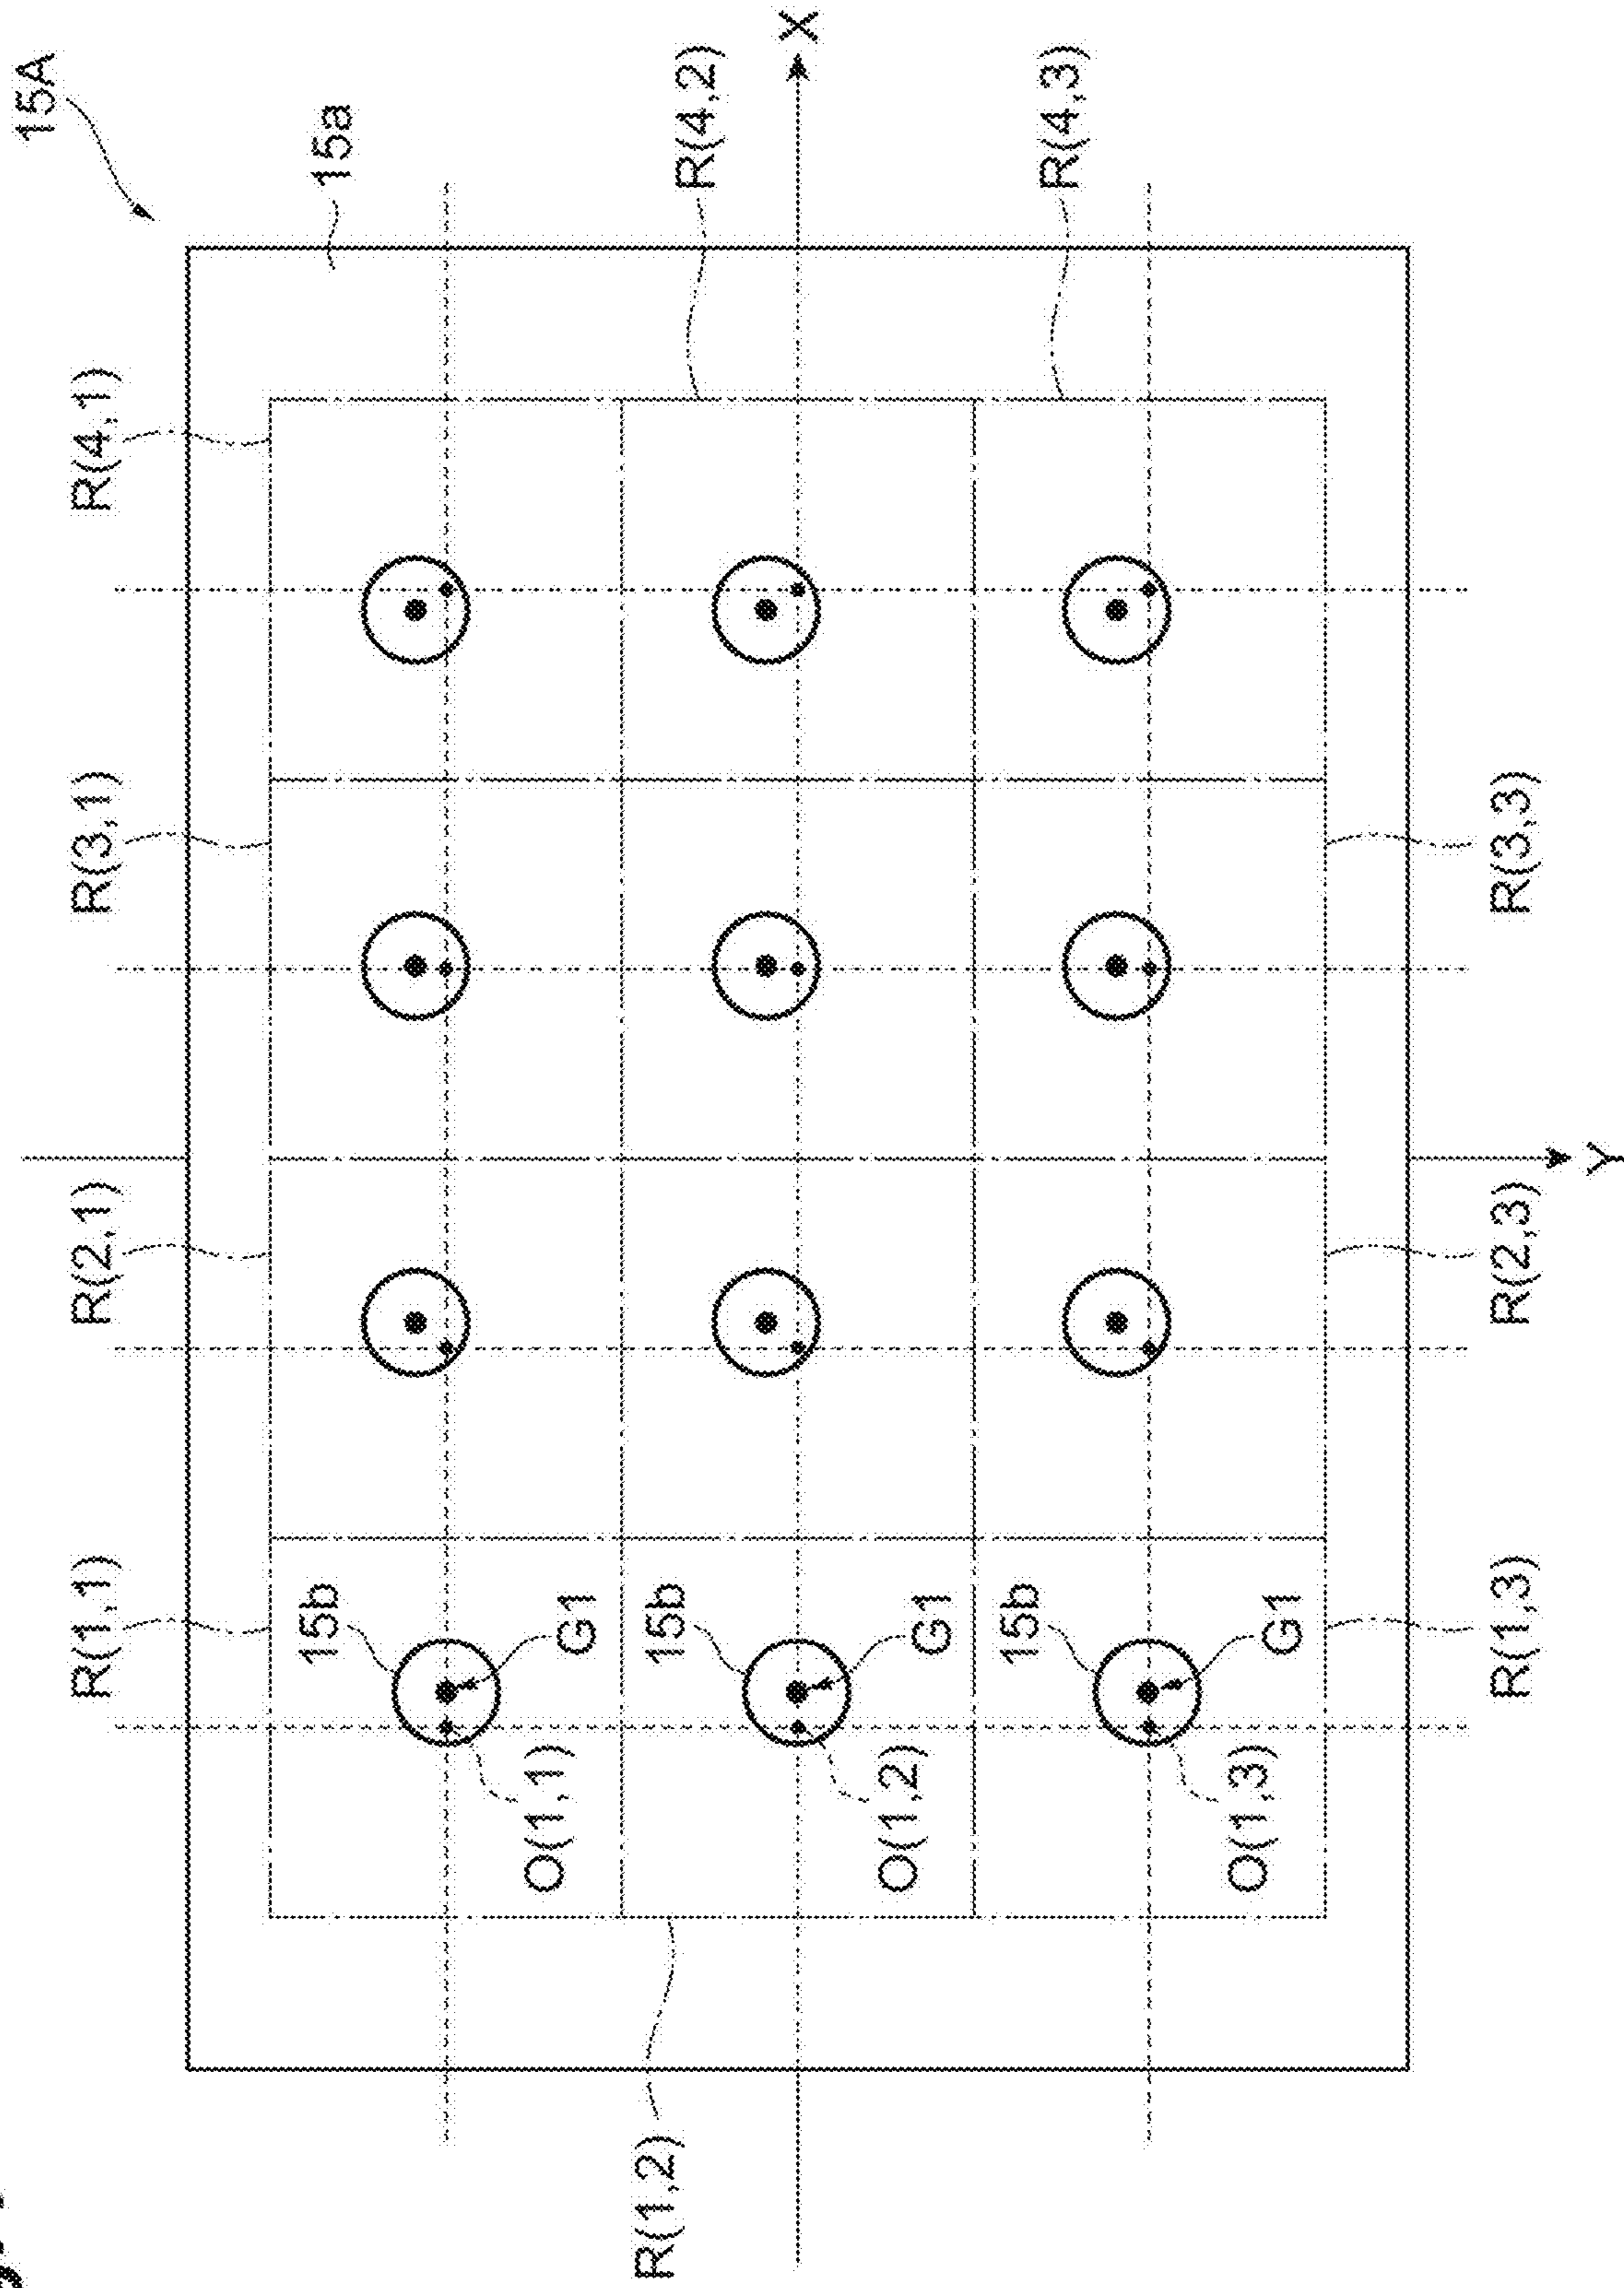 15A
15a
R(1,1)
R(2,1)
R(3,1)
R(4,1)
R(1,2)
R(4,2)
R(4,3)
X
15b
G1
O(1,1)
15b
G1
O(1,2)
15b
G1
O(1,3)
R(1,3)
R(2,3)
R(3,3)
Y